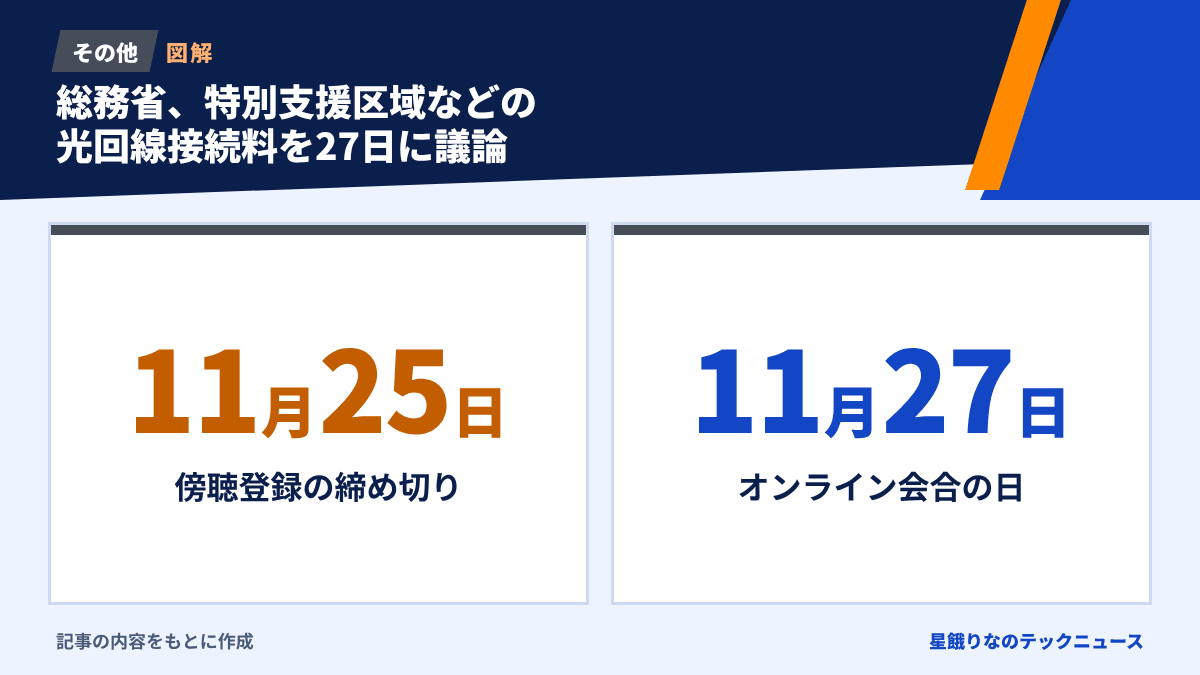 その他 図解
総務省、特別支援区域などの
光回線接続料を27日に議論
11月25日
傍聴登録の締め切り
11月27日
オンライン会合の日
記事の内容をもとに作成
星餓りなのテックニュース